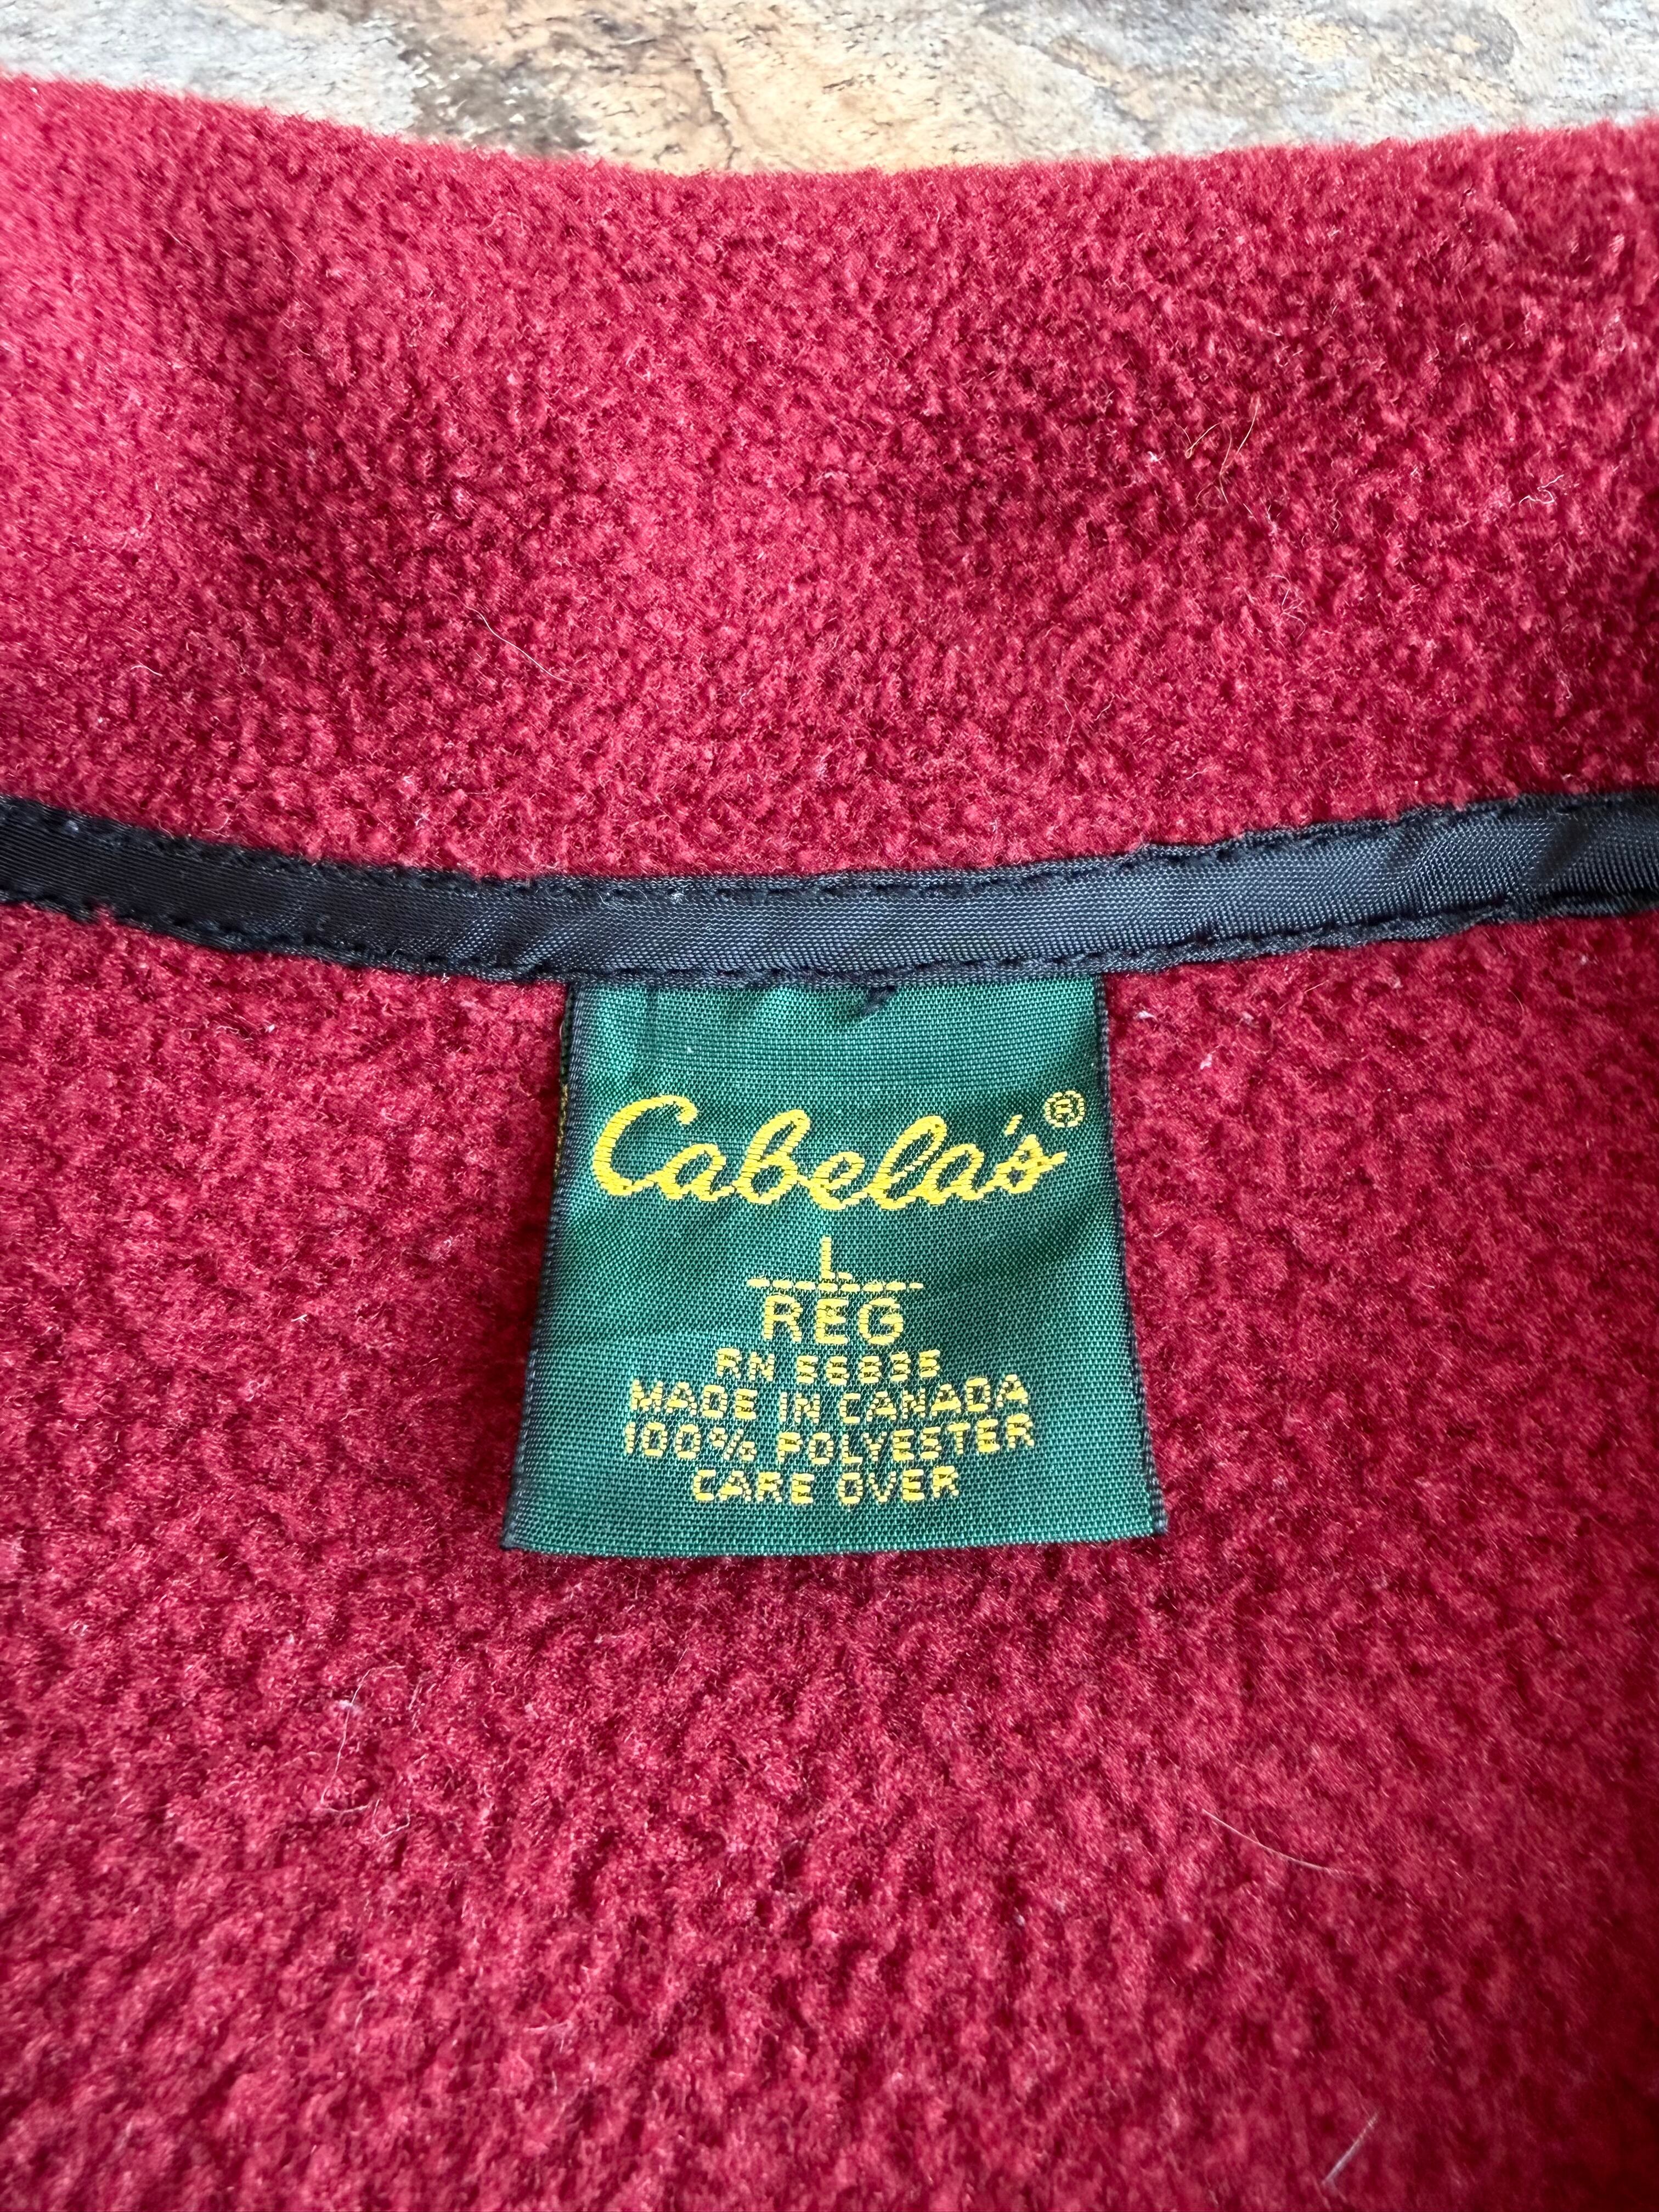 Cabela's®
L
REG
RN 56835
MADE IN CANADA
100% POLYESTER
CARE OVER